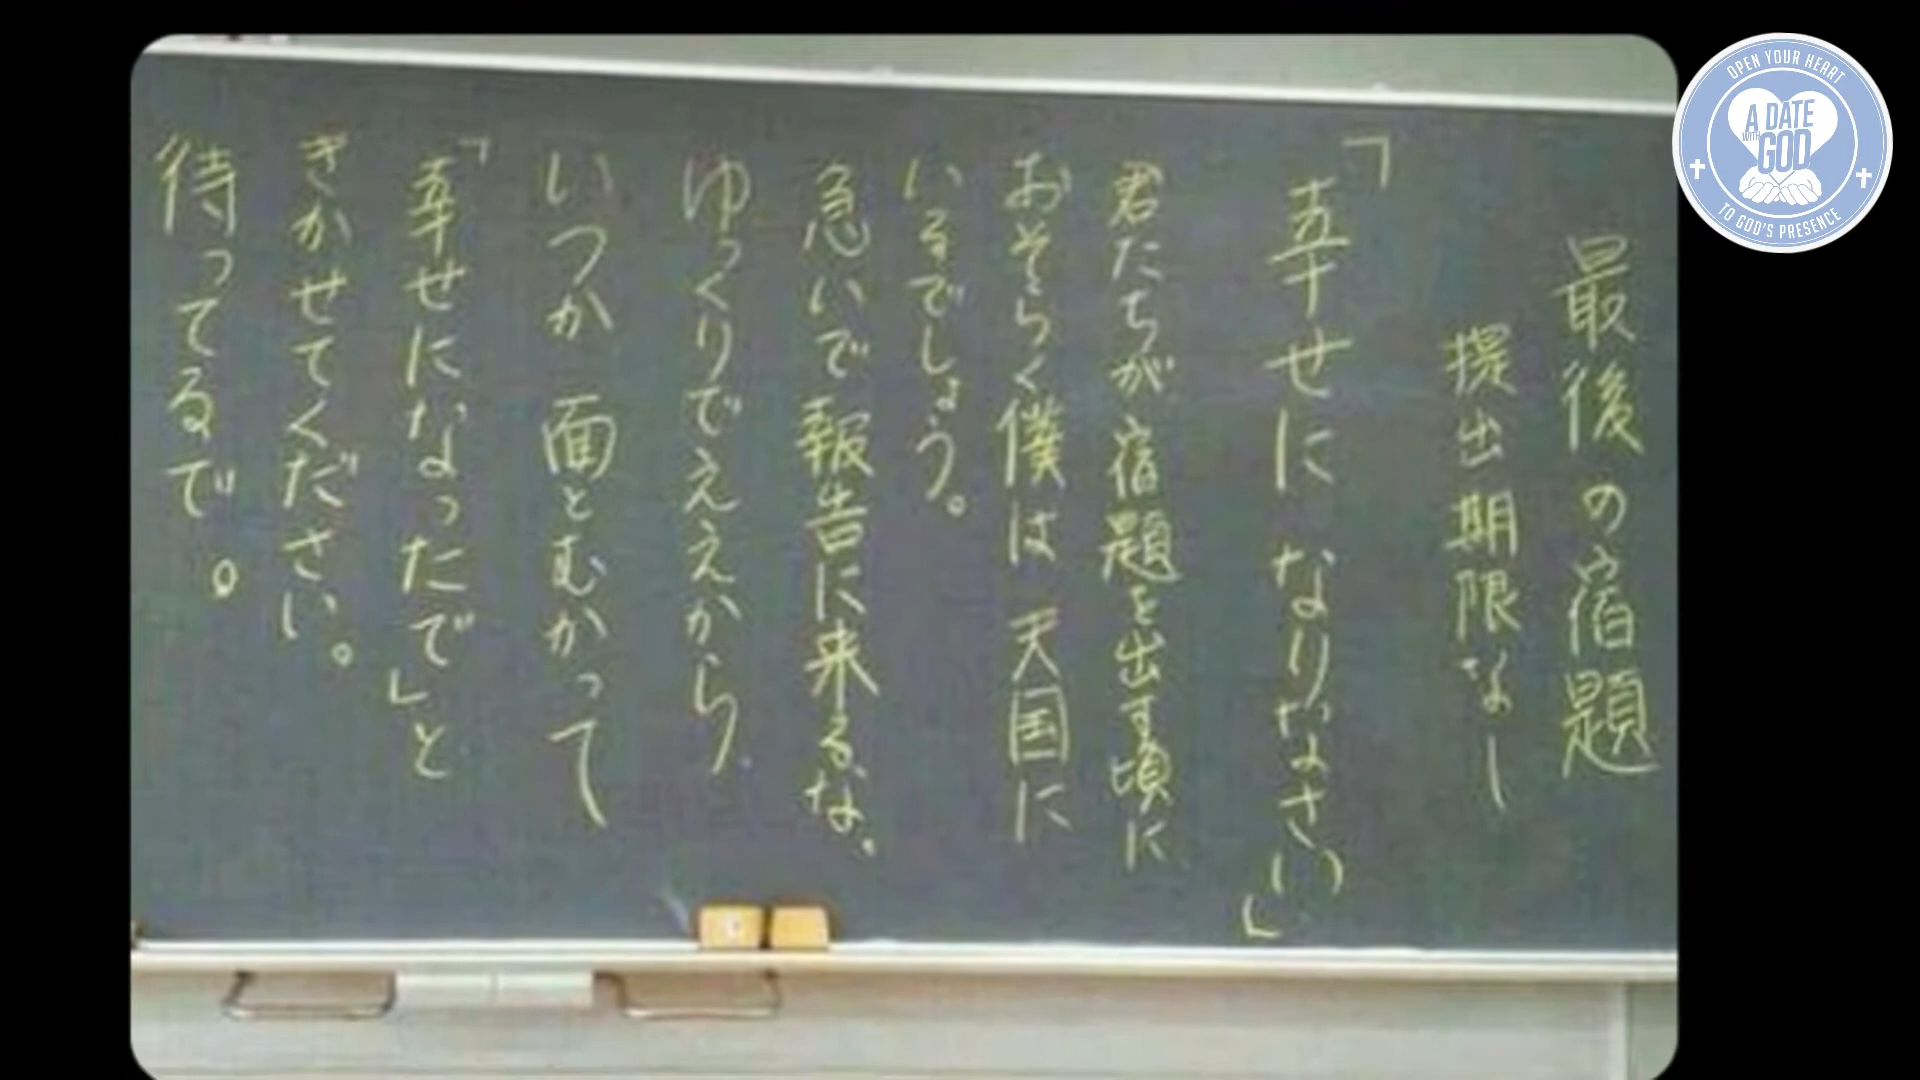 最後の宿題
提出期限なし
「幸せになりなさい」
君たちが宿題を出す頃に
おそらく僕は天国に
いるでしょう。
急いで報告に来るな。
ゆっくりでええから
いつか面とむかって
「幸せになったで」と
きかせてください。
待ってるで。
OPEN YOUR HEART
A DATE
WITH
GOD
TO GOD'S PRESENCE